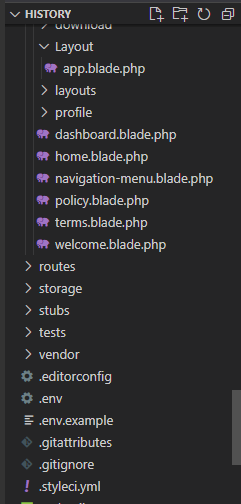 HISTORY
download
Layout
app.blade.php
layouts
profile
dashboard.blade.php
home.blade.php
navigation-menu.blade.php
policy.blade.php
terms.blade.php
welcome.blade.php
routes
storage
stubs
tests
vendor
.editorconfig
.env
.env.example
.gitattributes
.gitignore
.styleci.yml